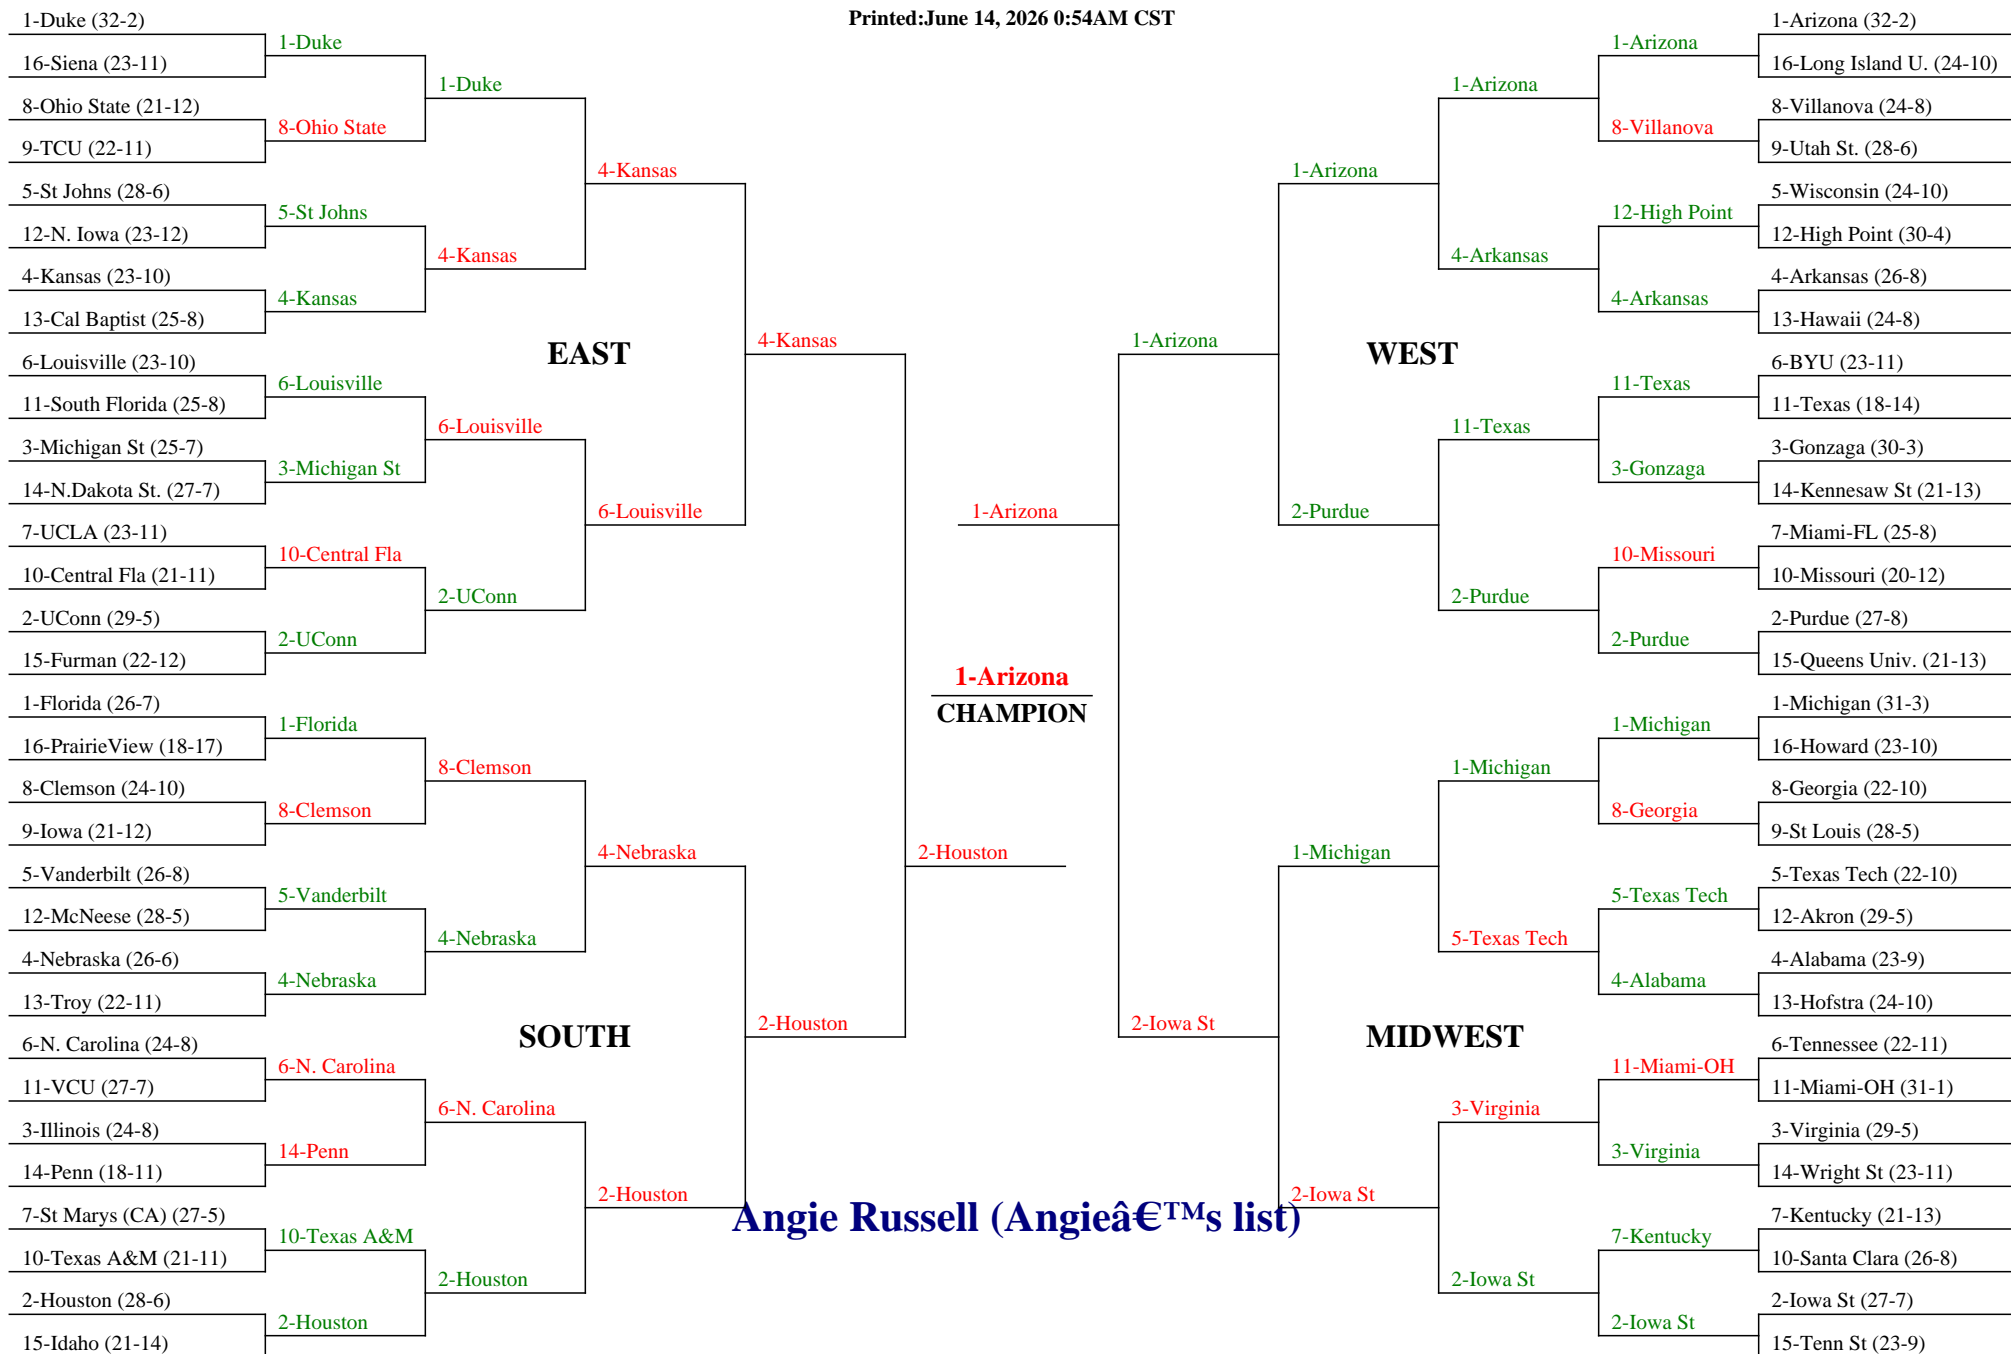 Printed:June 14, 2026 0:54AM CST
1-Duke (32-2)
16-Siena (23-11)
8-Ohio State (21-12)
9-TCU (22-11)
5-St Johns (28-6)
12-N. Iowa (23-12)
4-Kansas (23-10)
13-Cal Baptist (25-8)
6-Louisville (23-10)
11-South Florida (25-8)
3-Michigan St (25-7)
14-N.Dakota St. (27-7)
7-UCLA (23-11)
10-Central Fla (21-11)
2-UConn (29-5)
15-Furman (22-12)
1-Florida (26-7)
16-PrairieView (18-17)
8-Clemson (24-10)
9-Iowa (21-12)
5-Vanderbilt (26-8)
12-McNeese (28-5)
4-Nebraska (26-6)
13-Troy (22-11)
6-N. Carolina (24-8)
11-VCU (27-7)
3-Illinois (24-8)
14-Penn (18-11)
7-St Marys (CA) (27-5)
10-Texas A&M (21-11)
2-Houston (28-6)
15-Idaho (21-14)
1-Duke
8-Ohio State
5-St Johns
4-Kansas
6-Louisville
3-Michigan St
10-Central Fla
2-UConn
1-Florida
8-Clemson
5-Vanderbilt
4-Nebraska
6-N. Carolina
14-Penn
10-Texas A&M
2-Houston
1-Duke
4-Kansas
6-Louisville
2-UConn
8-Clemson
4-Nebraska
6-N. Carolina
2-Houston
4-Kansas
6-Louisville
4-Nebraska
2-Houston
EAST
SOUTH
4-Kansas
2-Houston
2-Houston
1-Arizona
1-Arizona
CHAMPION
Angie Russell (Angieâ€™s list)
1-Arizona
2-Iowa St
WEST
MIDWEST
1-Arizona
2-Purdue
1-Michigan
2-Iowa St
1-Arizona
4-Arkansas
11-Texas
2-Purdue
1-Michigan
5-Texas Tech
3-Virginia
2-Iowa St
1-Arizona
8-Villanova
12-High Point
4-Arkansas
11-Texas
3-Gonzaga
10-Missouri
2-Purdue
1-Michigan
8-Georgia
5-Texas Tech
4-Alabama
11-Miami-OH
3-Virginia
7-Kentucky
2-Iowa St
1-Arizona (32-2)
16-Long Island U. (24-10)
8-Villanova (24-8)
9-Utah St. (28-6)
5-Wisconsin (24-10)
12-High Point (30-4)
4-Arkansas (26-8)
13-Hawaii (24-8)
6-BYU (23-11)
11-Texas (18-14)
3-Gonzaga (30-3)
14-Kennesaw St (21-13)
7-Miami-FL (25-8)
10-Missouri (20-12)
2-Purdue (27-8)
15-Queens Univ. (21-13)
1-Michigan (31-3)
16-Howard (23-10)
8-Georgia (22-10)
9-St Louis (28-5)
5-Texas Tech (22-10)
12-Akron (29-5)
4-Alabama (23-9)
13-Hofstra (24-10)
6-Tennessee (22-11)
11-Miami-OH (31-1)
3-Virginia (29-5)
14-Wright St (23-11)
7-Kentucky (21-13)
10-Santa Clara (26-8)
2-Iowa St (27-7)
15-Tenn St (23-9)